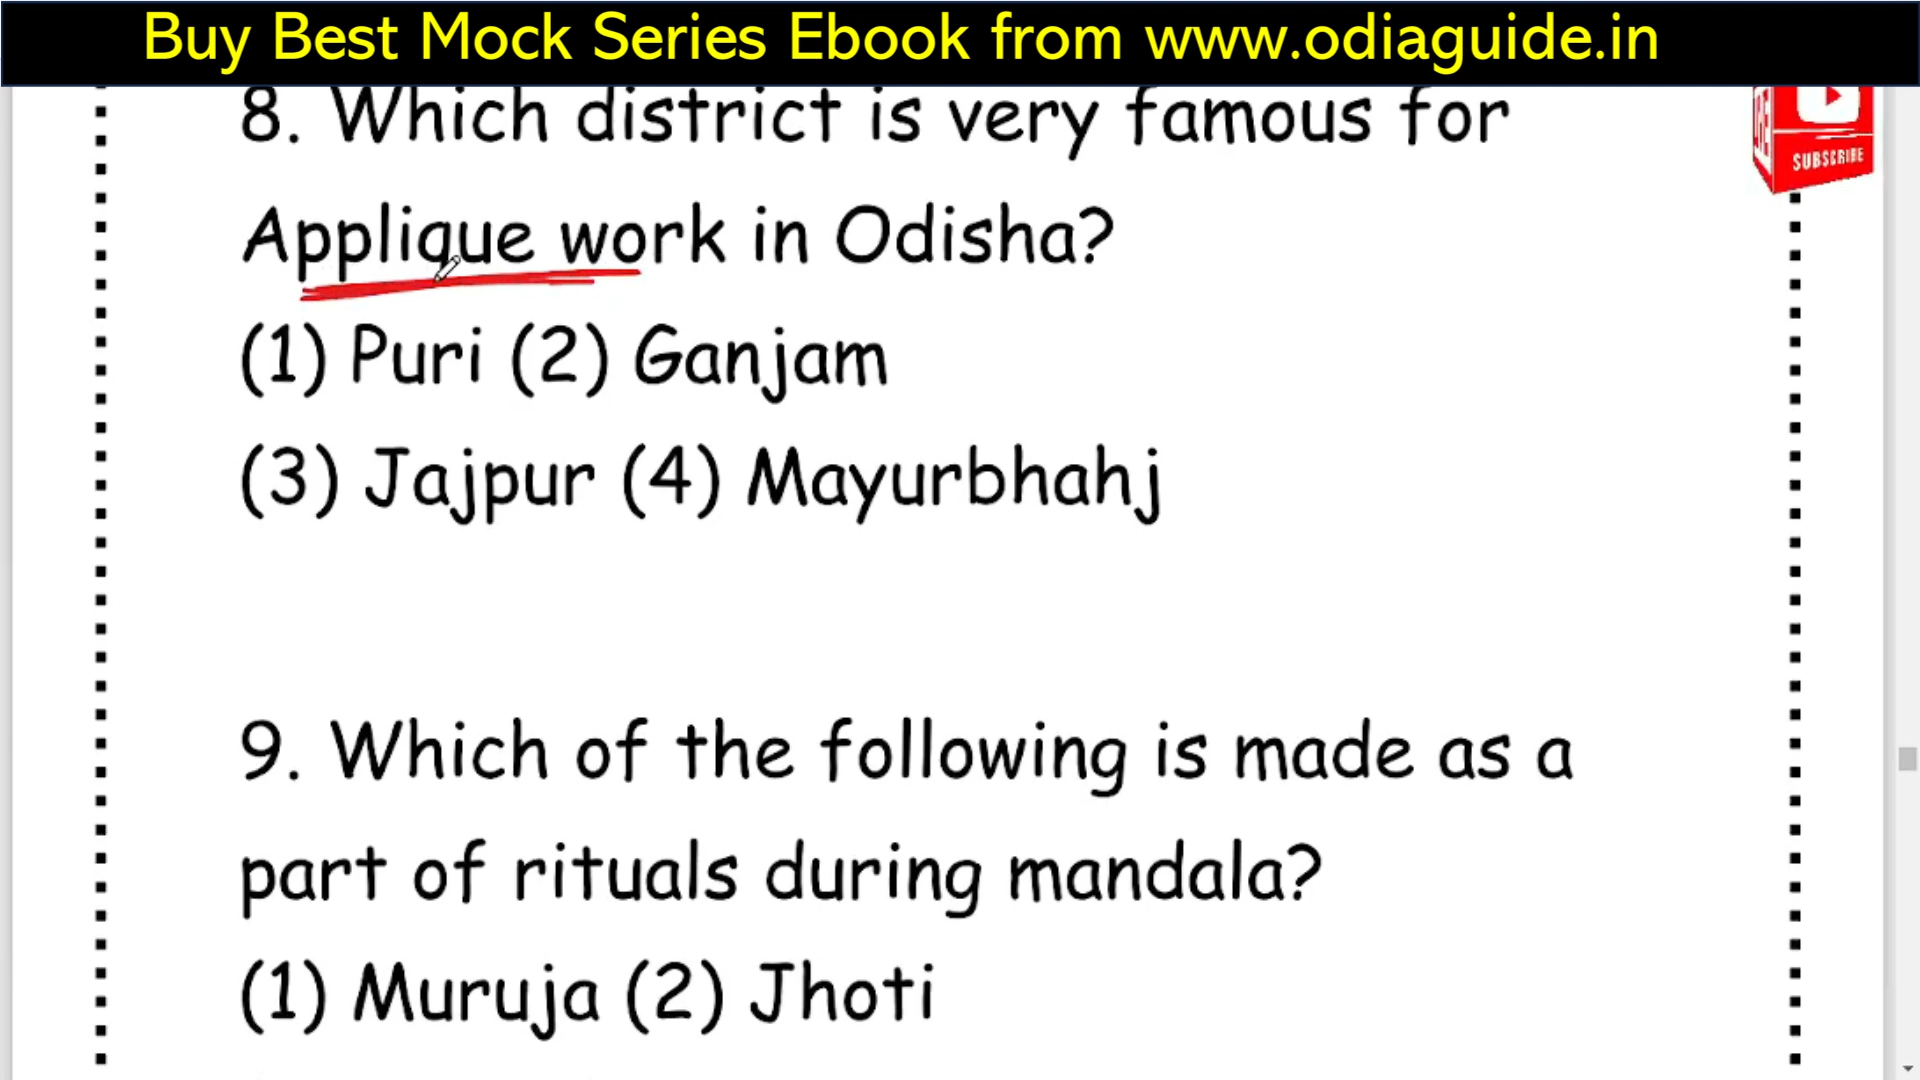 Buy Best Mock Series Ebook from www.odiaguide.in
8. Which district is very famous for
SUBSCRIBE
Applique work in Odisha?
(1) Puri (2) Ganjam
(3) Jajpur (4) Mayurbhahj
9. Which of the following is made as a
part of rituals during mandala?
(1) Muruja (2) Jhoti